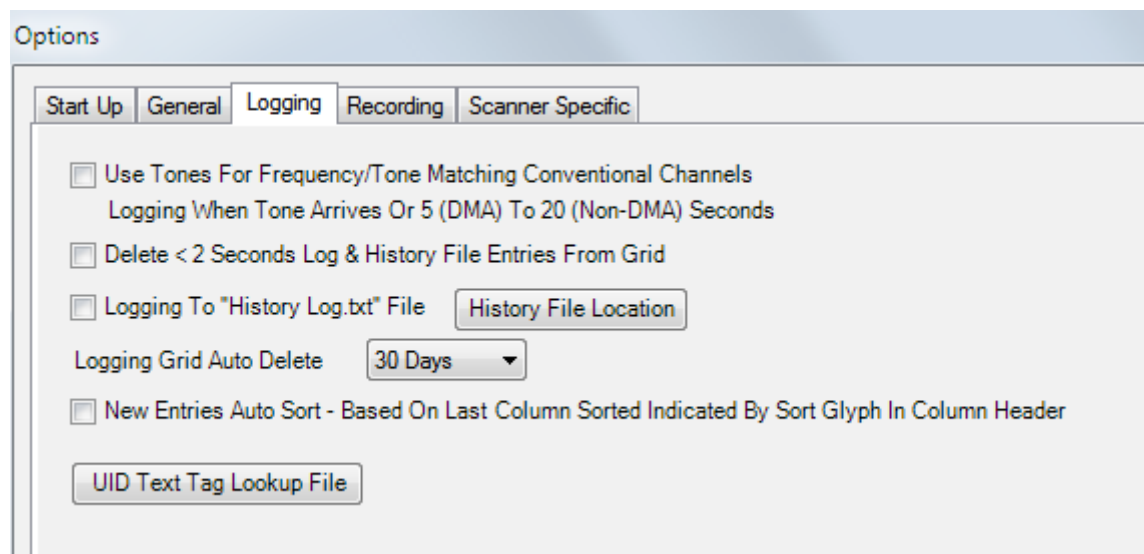 Options
Start Up General Logging Recording Scanner Specific
Use Tones For Frequency/Tone Matching Conventional Channels
Logging When Tone Arrives Or 5 (DMA) To 20 (Non-DMA) Seconds
Delete < 2 Seconds Log & History File Entries From Grid
Logging To "History Log.txt" File History File Location
Logging Grid Auto Delete 30 Days
New Entries Auto Sort - Based On Last Column Sorted Indicated By Sort Glyph In Column Header
UID Text Tag Lookup File